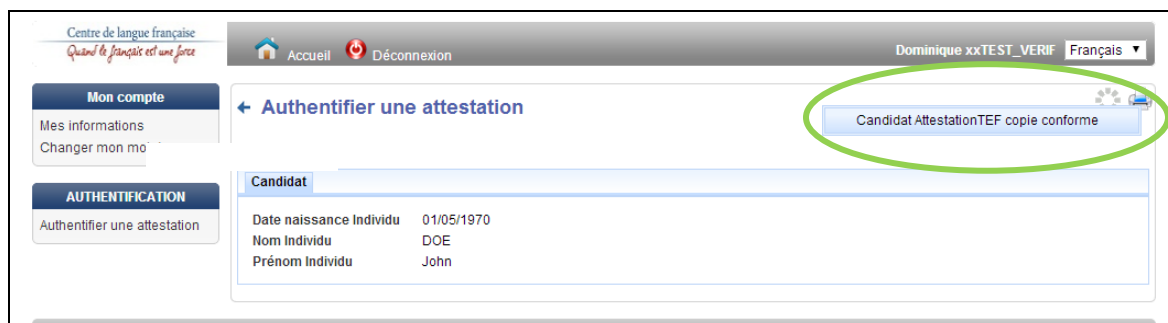 Centre de langue française
Quand le français est une force
Accueil Déconnexion
Dominique xxTEST_VERIF Français
Mon compte
Mes informations
Changer mon mo
AUTHENTIFICATION
Authentifier une attestation
Authentifier une attestation
Candidat AttestationTEF copie conforme
Candidat
Date naissance Individu 01/05/1970
Nom Individu DOE
Prénom Individu John